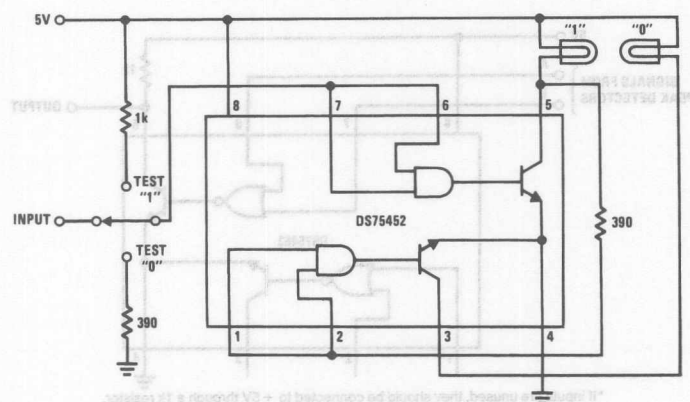 5V
"1" "0"
8 7 6 5
1k
TEST
"1"
INPUT
DS75452
390
TEST
"0"
390
1 2 3 4